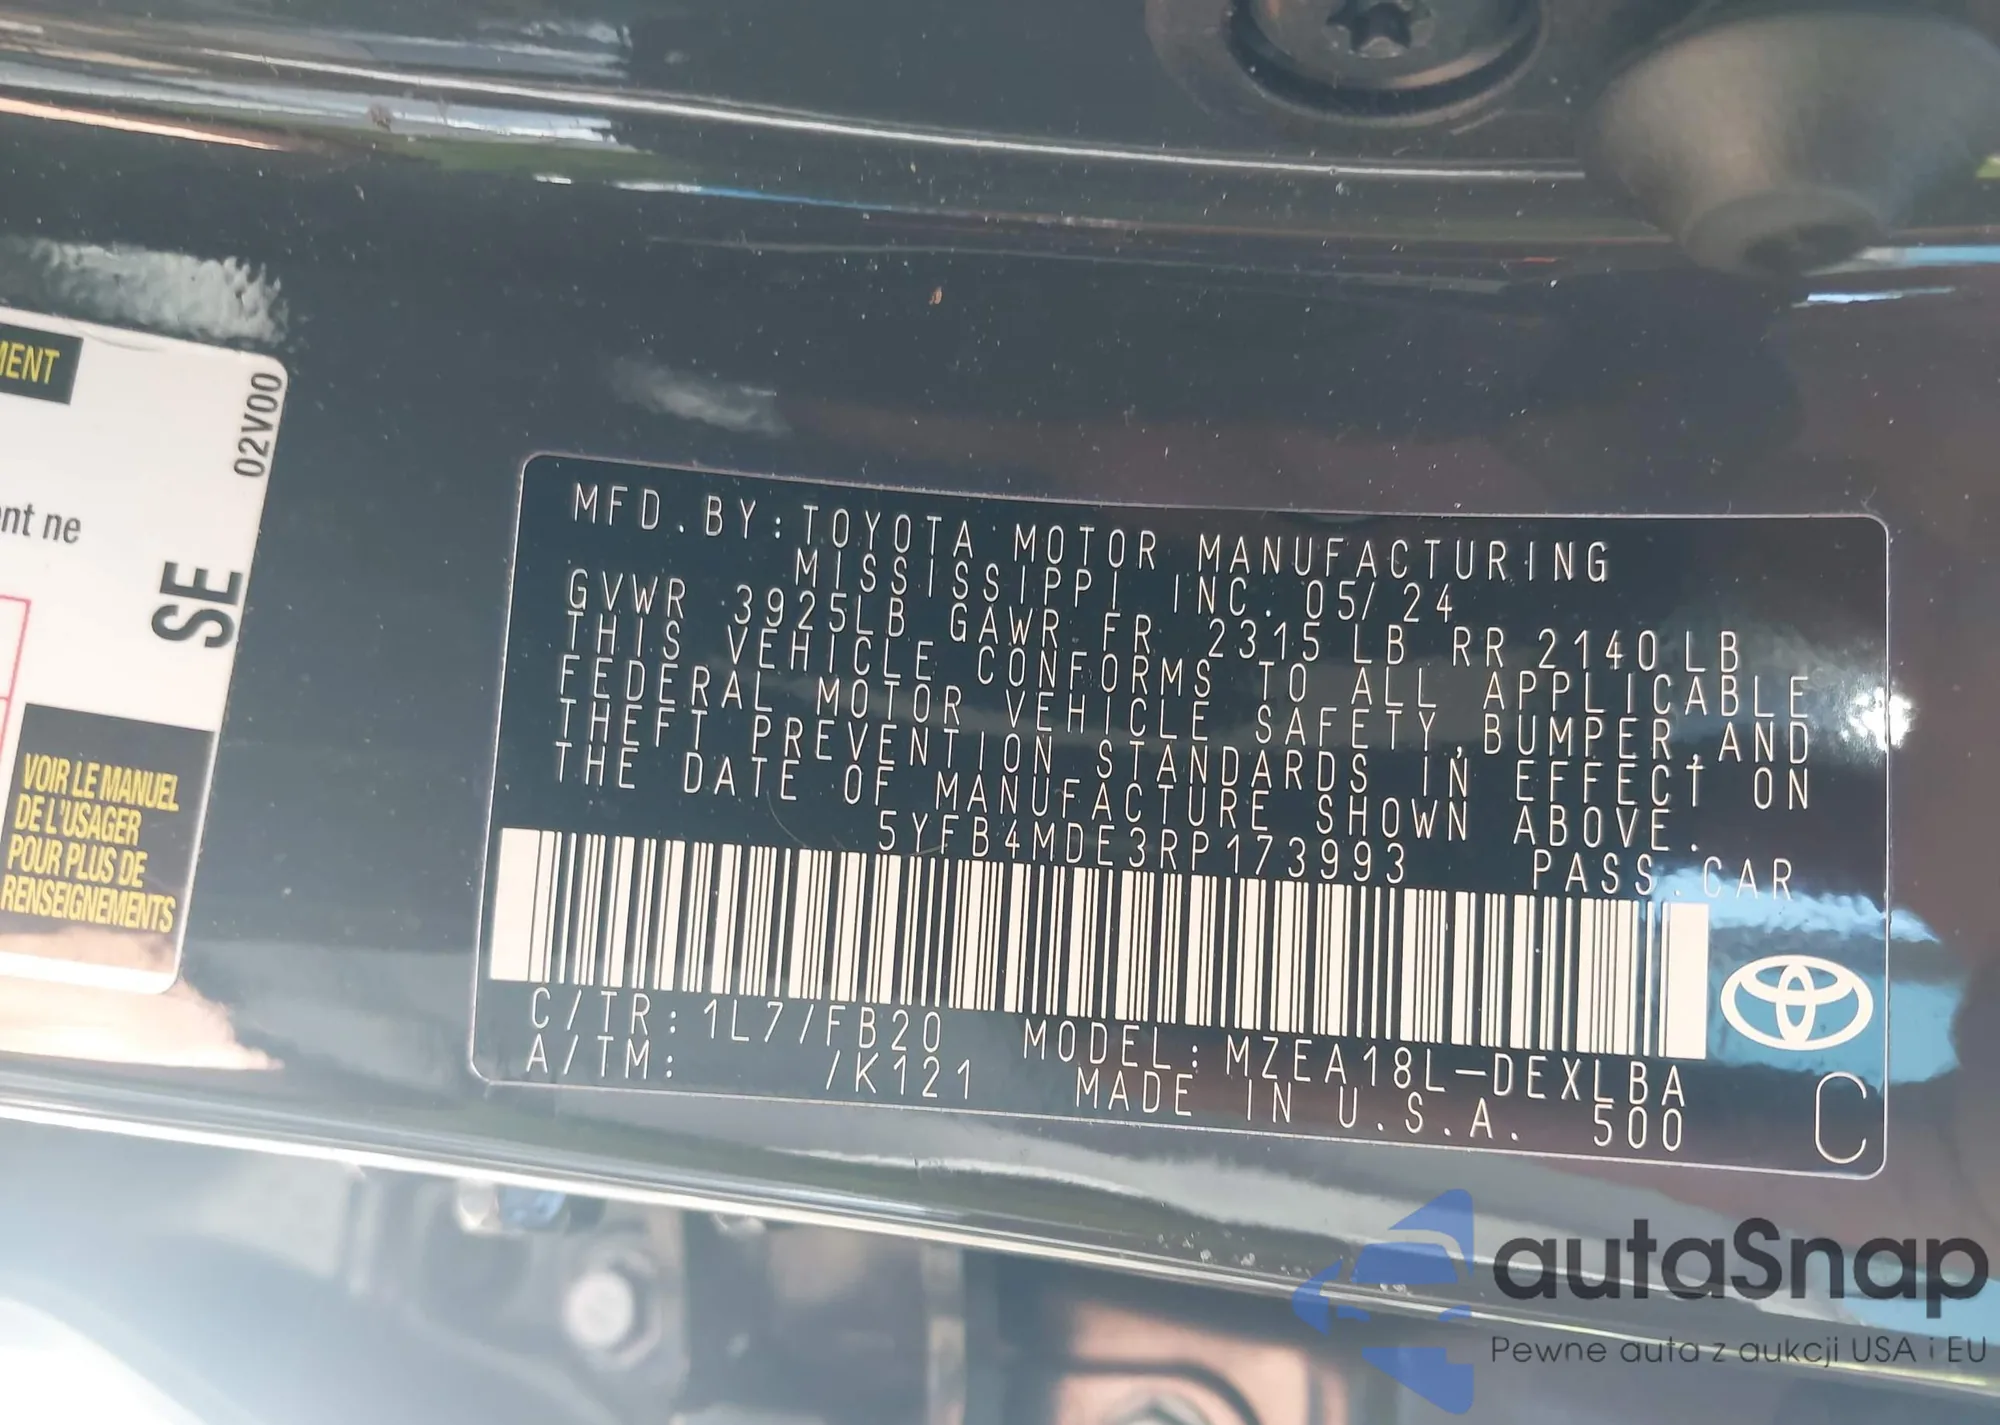 MENT
02V00
nt ne
SE
VOIR LE MANUEL
DE L'USAGER
POUR PLUS DE
RENSEIGNEMENTS
MFD.BY:TOYOTA MOTOR MANUFACTURING
MISSISSIPPI INC. 05/24
GVWR 3925LB GAWR FR 2315LB RR 2140LB
THIS VEHICLE CONFORMS TO ALL APPLICABLE
FEDERAL MOTOR VEHICLE SAFETY,BUMPER,AND
THEFT PREVENTION STANDARDS IN EFFECT ON
THE DATE OF MANUFACTURE SHOWN ABOVE.
5YFB4MDE3RP173993 PASS.CAR
C/TR:1L7/FB20 MODEL:MZEA18L-DEXLBA
A/TM: /K121 MADE IN U.S.A. 500
C
autaSnap
Pewne auta z aukcji USA i EU